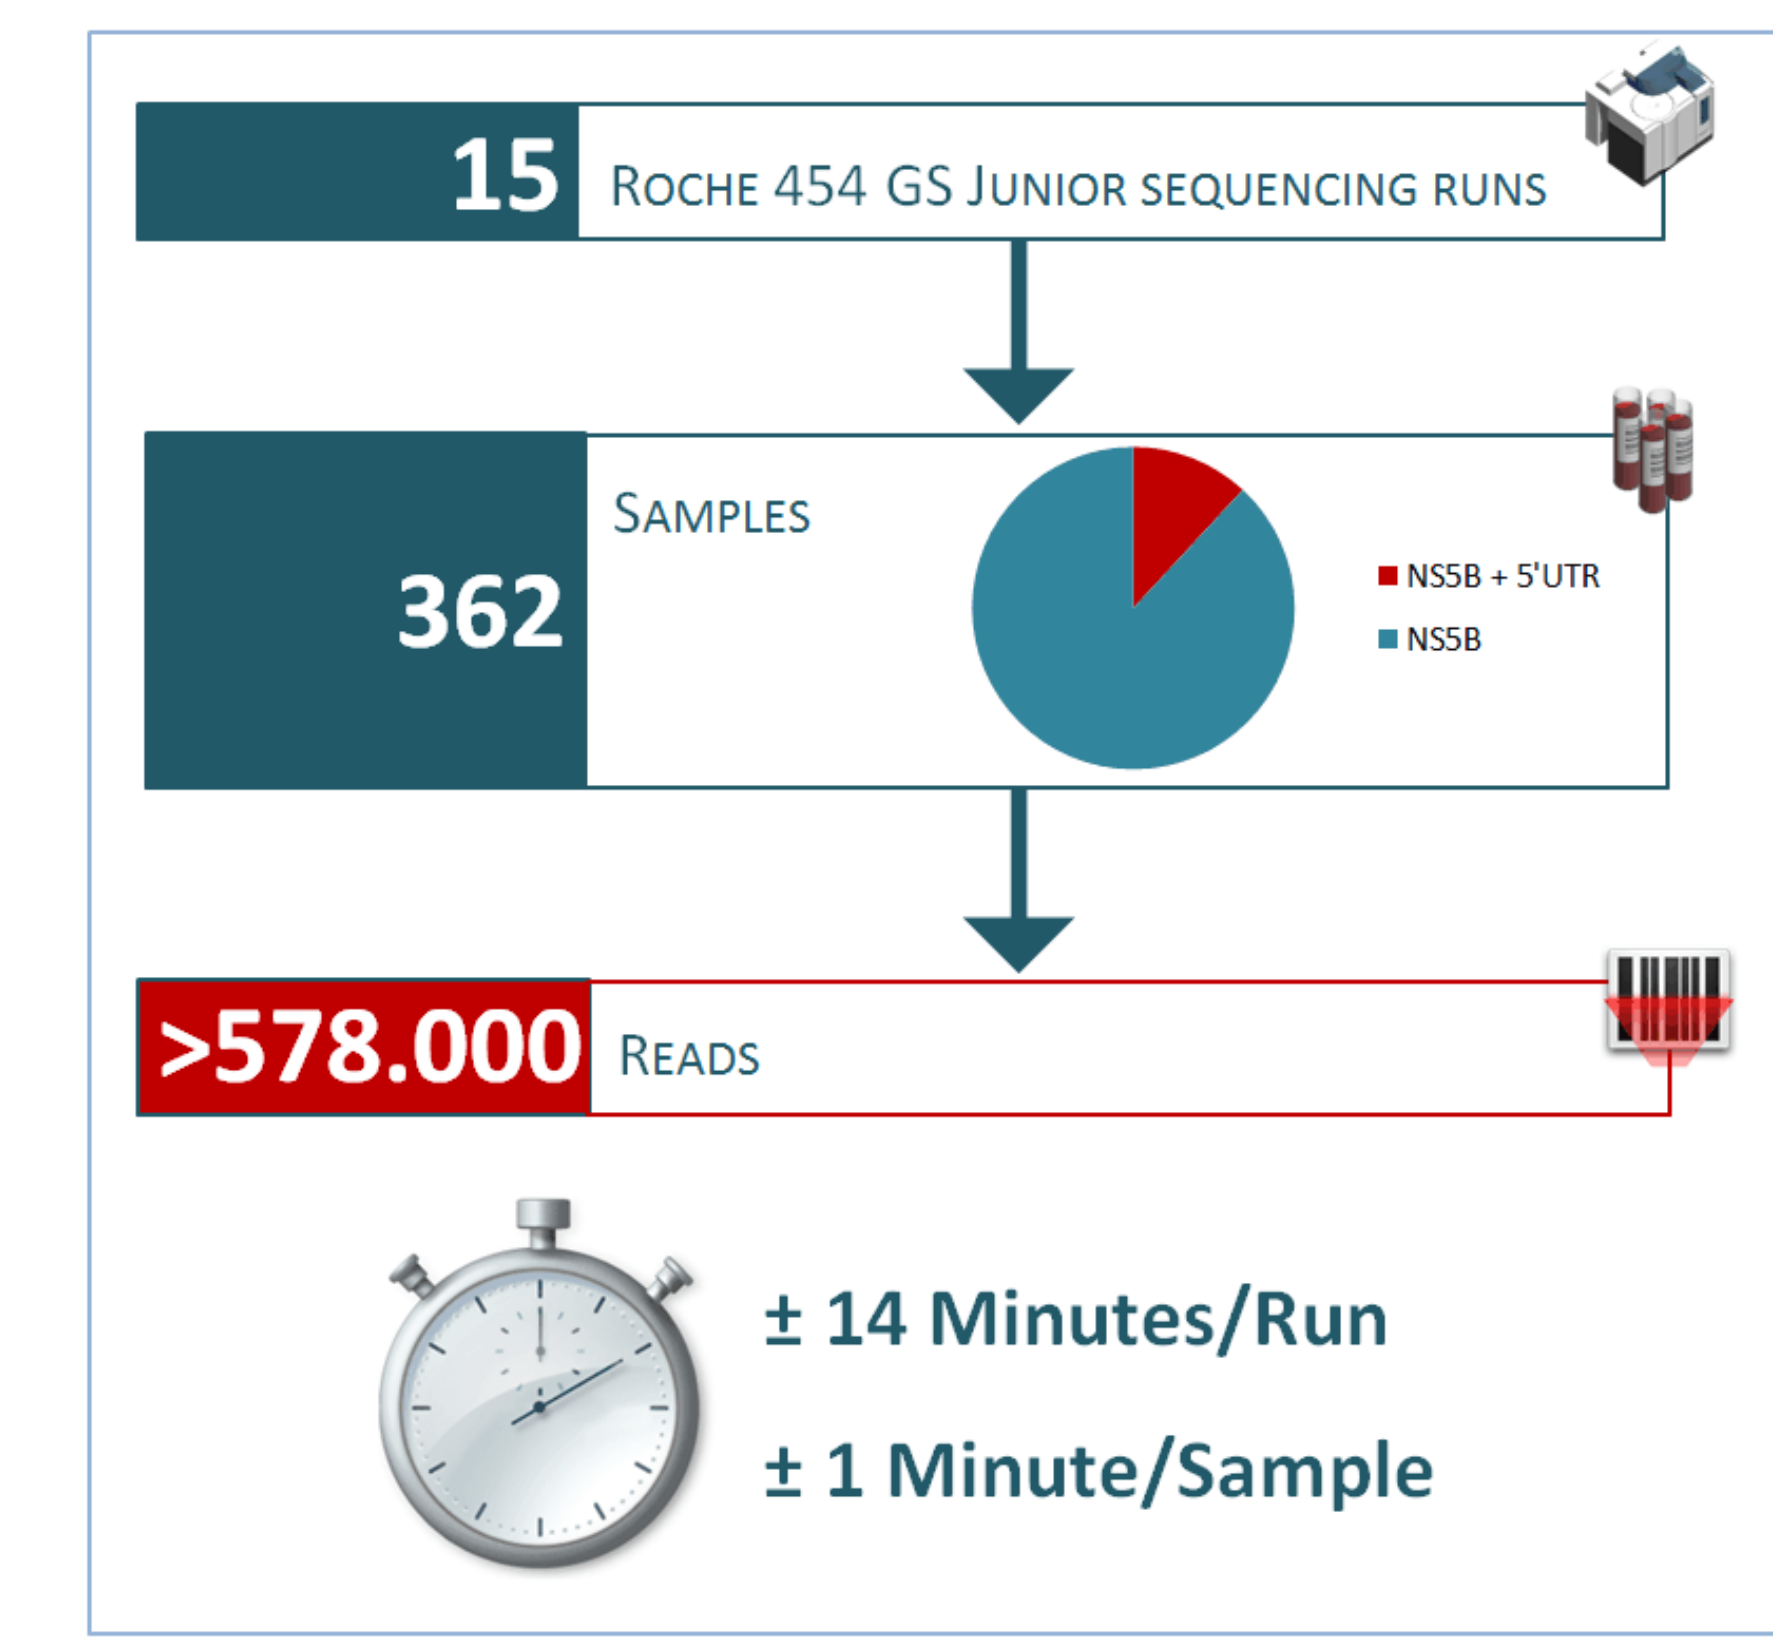 15 Roche 454 GS Junior sequencing runs
Samples
362
NS5B + 5'UTR
NS5B
>578.000 Reads
± 14 Minutes/Run
± 1 Minute/Sample